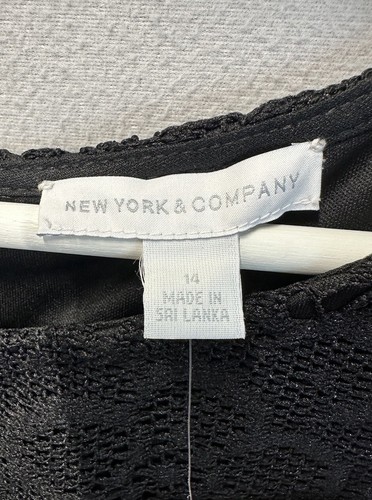 NEW YORK & COMPANY
14
MADE IN
SRI LANKA